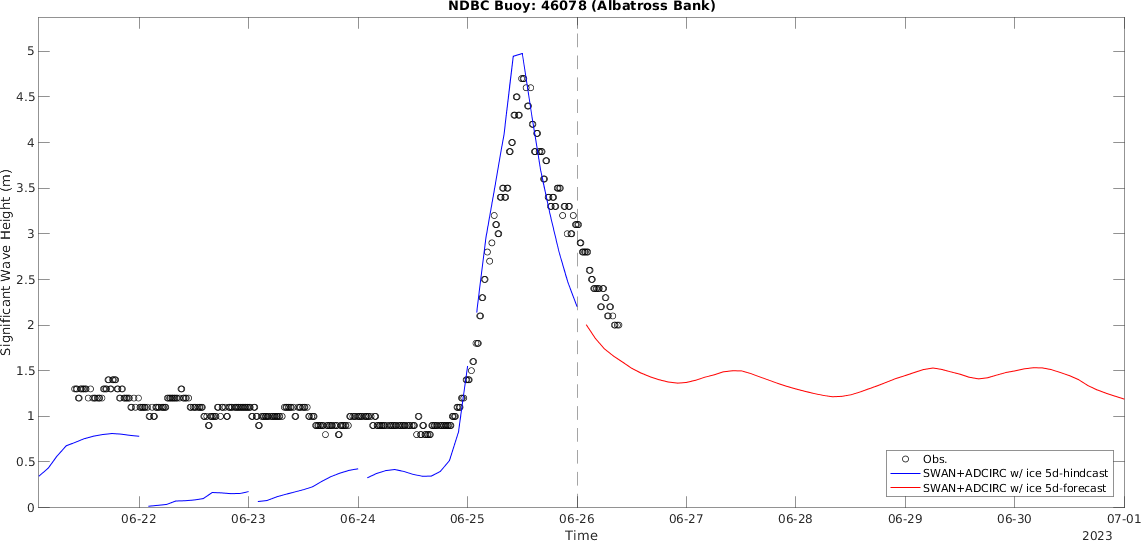 NDBC Buoy: 46078 (Albatross Bank)
Significant Wave Height (m)
5
4.5
4
3.5
3
2.5
2
1.5
1
0.5
0
Obs.
SWAN+ADCIRC w/ ice 5d-hindcast
SWAN+ADCIRC w/ ice 5d-forecast
06-22 06-23 06-24 06-25 06-26 06-27 06-28 06-29 06-30 07-01
Time
2023